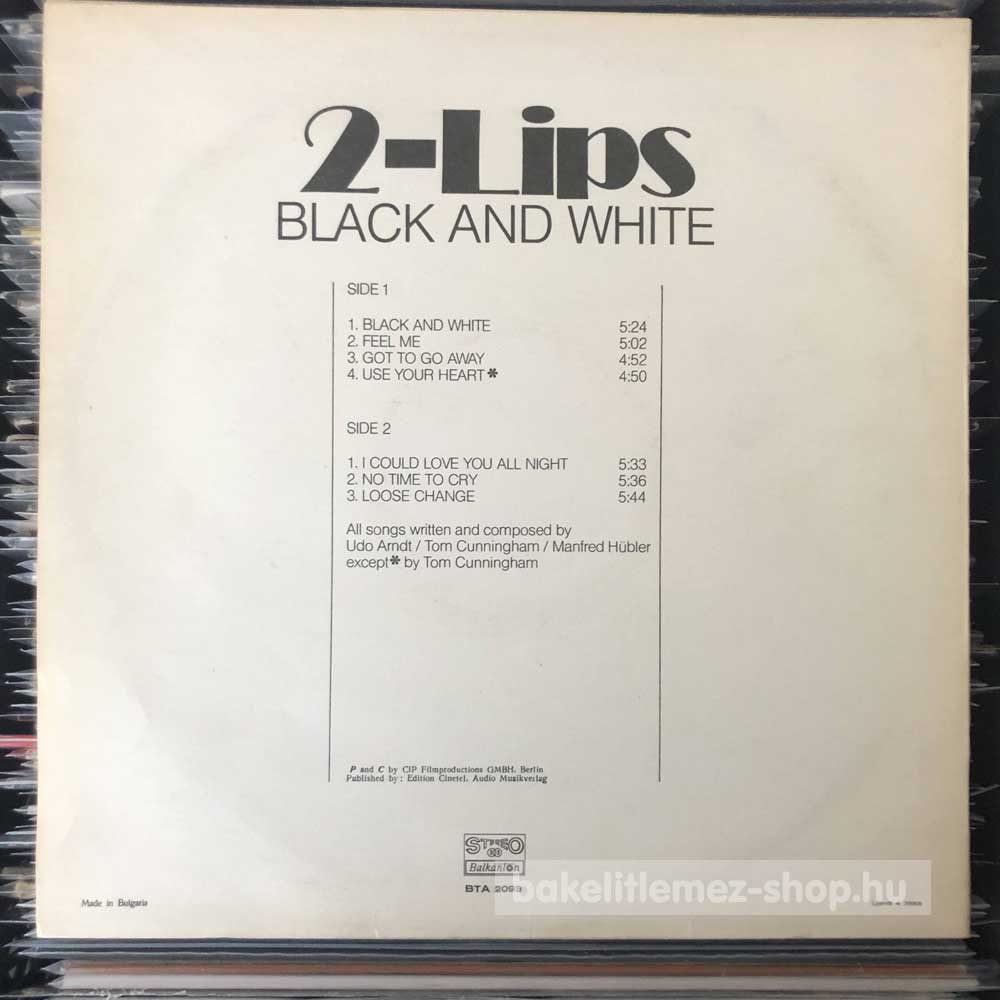 2-Lips
BLACK AND WHITE
SIDE 1
1. BLACK AND WHITE 5:24
2. FEEL ME 5:02
3. GOT TO GO AWAY 4:52
4. USE YOUR HEART* 4:50
SIDE 2
1. I COULD LOVE YOU ALL NIGHT 5:33
2. NO TIME TO CRY 5:36
3. LOOSE CHANGE 5:44
All songs written and composed by
Udo Arndt / Tom Cunningham / Manfred Hübler
except* by Tom Cunningham
P and C by CIP Filmproductions GMBH. Berlin
Published by : Edition Cinetel, Audio Musikverlag
STEREO
Balkanton
BTA 2093
bakelitlemez-shop.hu
Made in Bulgaria